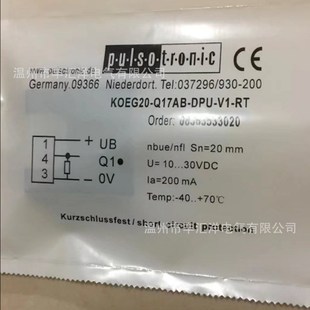 pulsotronic CE
Germany.09366 Niederdorf. Tel:037296/930-200
KOEG20-Q17AB-DPU-V1-RT
Order:
1 + UB
4 Q1
3 - 0V
nbue/nfl Sn=20 mm
U= 10...30VDC
Ia=200 mA
Temp:-40..+70℃
Kurzschlussfest / short circuit protection